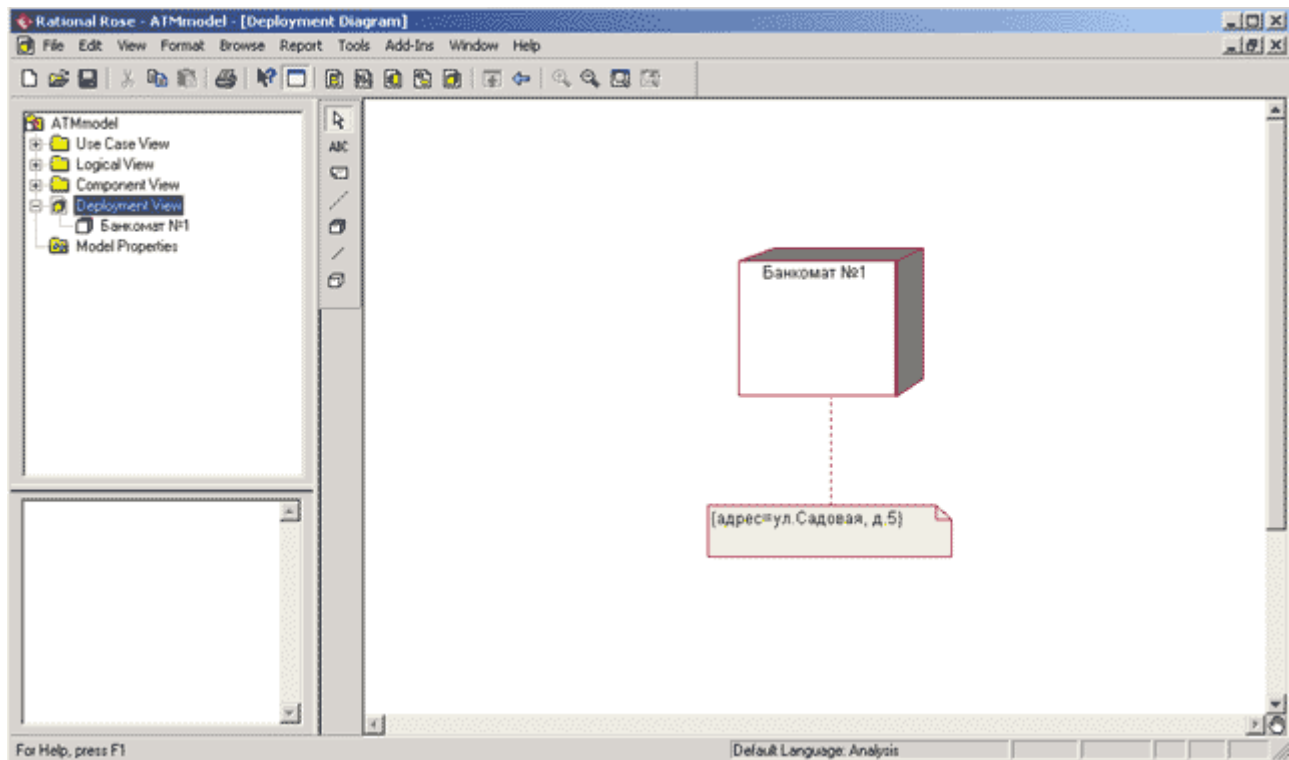 Rational Rose - ATMmodel - [Deployment Diagram]
File Edit View Format Browse Report Tools Add-Ins Window Help
ATMmodel
Use Case View
Logical View
Component View
Deployment View
Банкомат №1
Model Properties
ABC
Банкомат №1
{адрес=ул.Садовая, д.5}
For Help, press F1
Default Language: Analysis